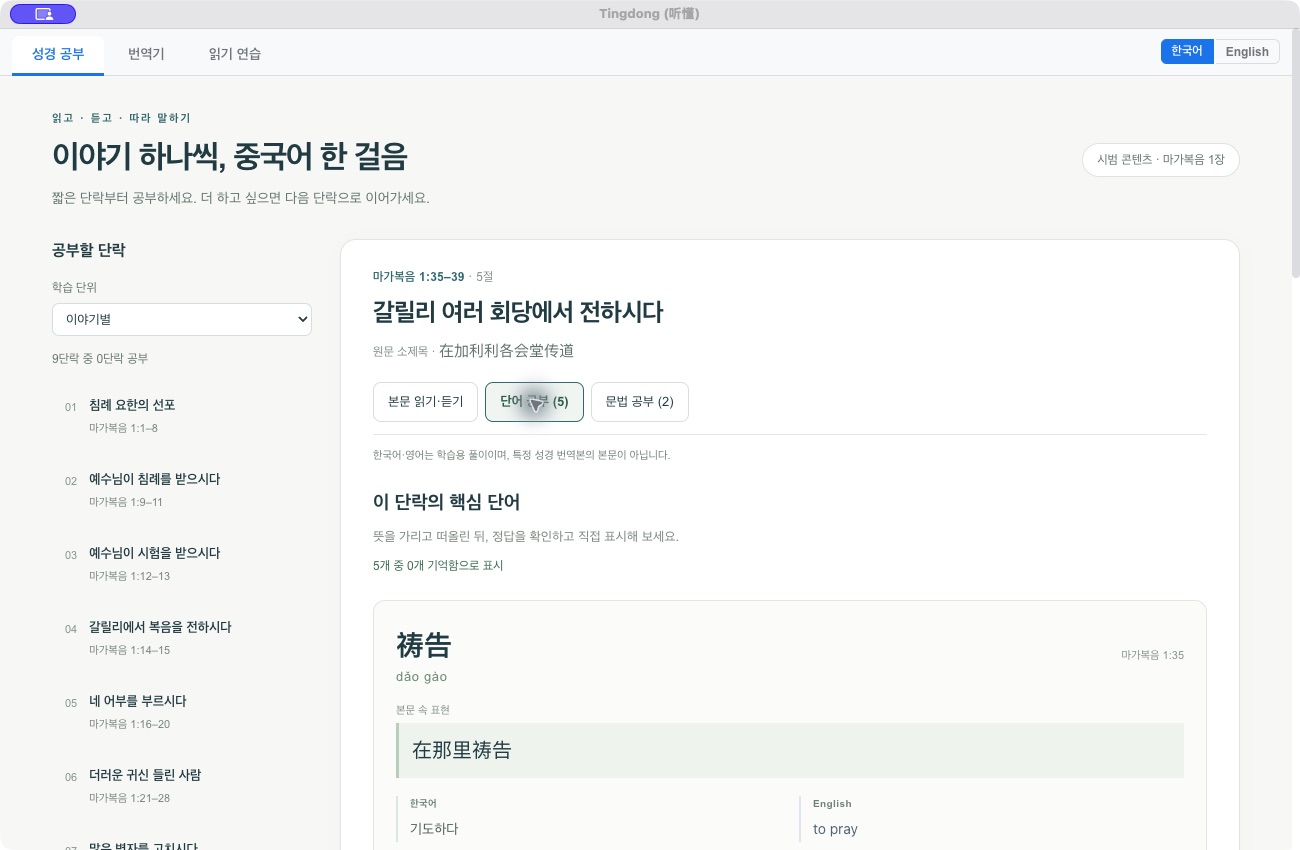 Tingdong (听懂)
성경 공부
번역기
읽기 연습
한국어
English
읽고 · 듣고 · 따라 말하기
이야기 하나씩, 중국어 한 걸음
시범 콘텐츠 · 마가복음 1장
짧은 단락부터 공부하세요. 더 하고 싶으면 다음 단락으로 이어가세요.
공부할 단락
학습 단위
이야기별
9단락 중 0단락 공부
01 침례 요한의 선포
마가복음 1:1–8
02 예수님이 침례를 받으시다
마가복음 1:9–11
03 예수님이 시험을 받으시다
마가복음 1:12–13
04 갈릴리에서 복음을 전하시다
마가복음 1:14–15
05 네 어부를 부르시다
마가복음 1:16–20
06 더러운 귀신 들린 사람
마가복음 1:21–28
마가복음 1:35–39 · 5절
갈릴리 여러 회당에서 전하시다
원문 소제목 · 在加利利各会堂传道
본문 읽기·듣기
단어 (5)
문법 공부 (2)
한국어·영어는 학습용 풀이이며, 특정 성경 번역본의 본문이 아닙니다.
이 단락의 핵심 단어
뜻을 가리고 떠올린 뒤, 정답을 확인하고 직접 표시해 보세요.
5개 중 0개 기억함으로 표시
祷告
마가복음 1:35
dǎo gào
본문 속 표현
在那里祷告
한국어
기도하다
English
to pray